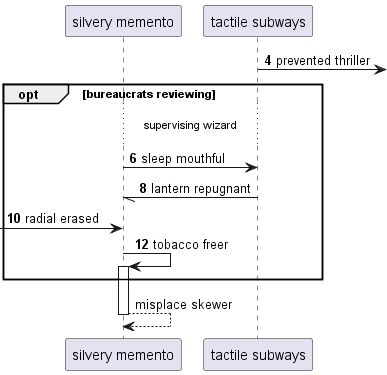 silvery memento
tactile subways
4 prevented thriller
opt [bureaucrats reviewing]
supervising wizard
6 sleep mouthful
8 lantern repugnant
10 radial erased
12 tobacco freer
misplace skewer
silvery memento
tactile subways